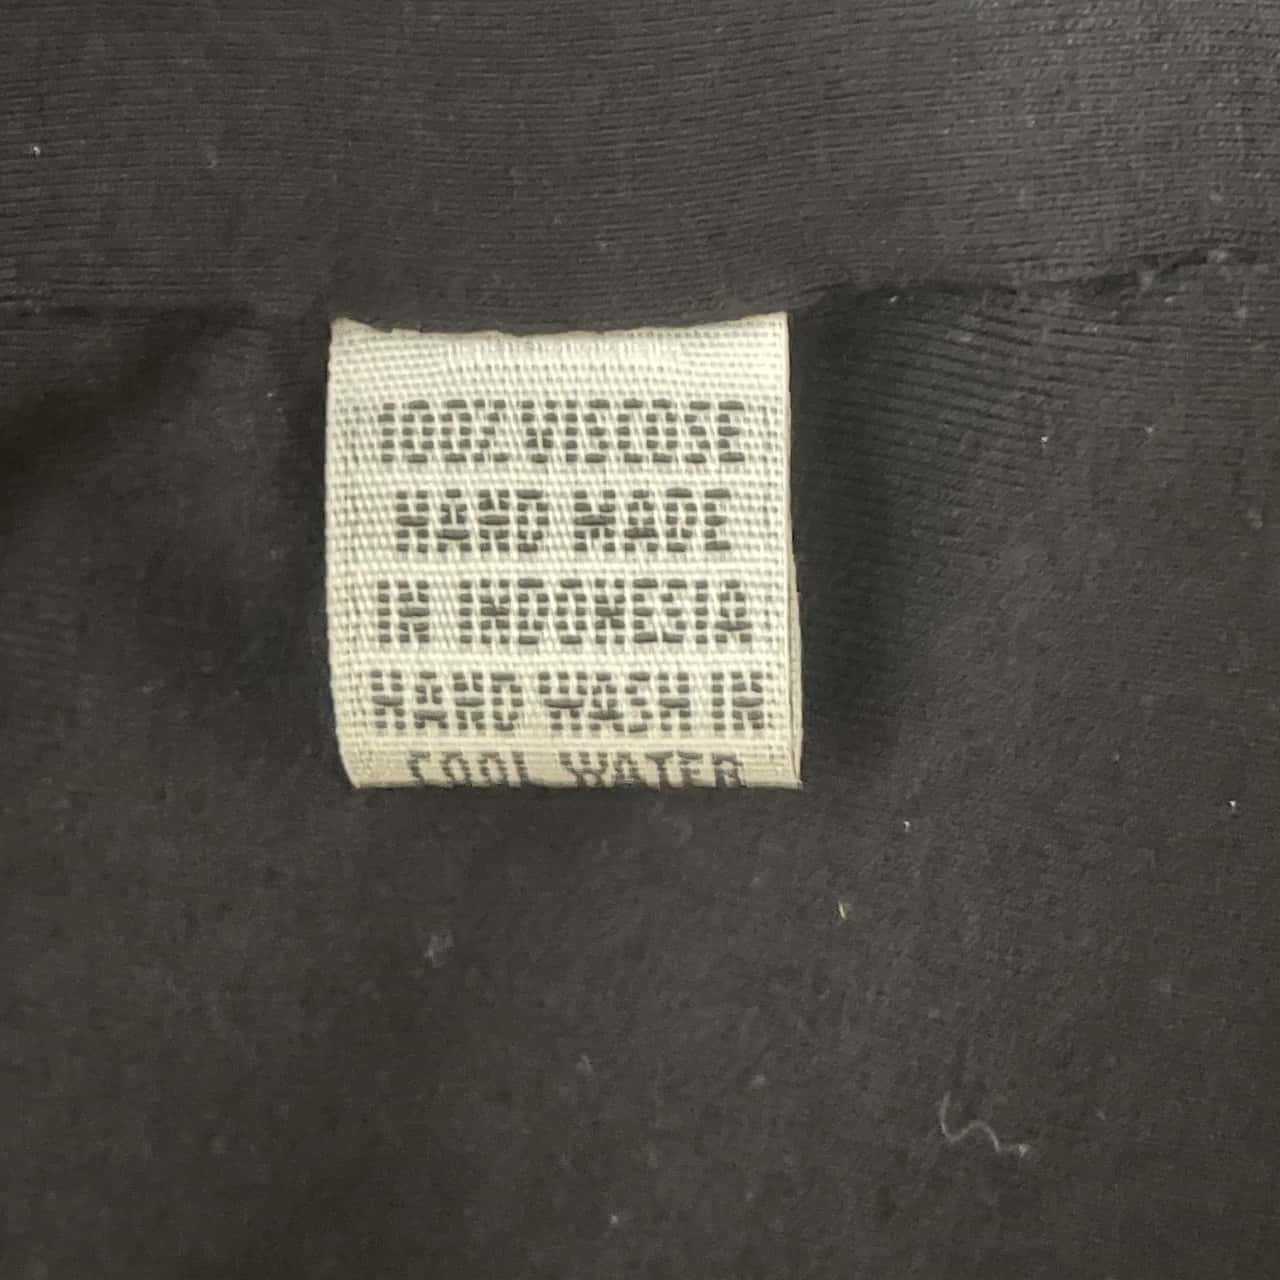 100% VISCOSE
HAND MADE
IN INDONESIA
HAND WASH IN
COOL WATER